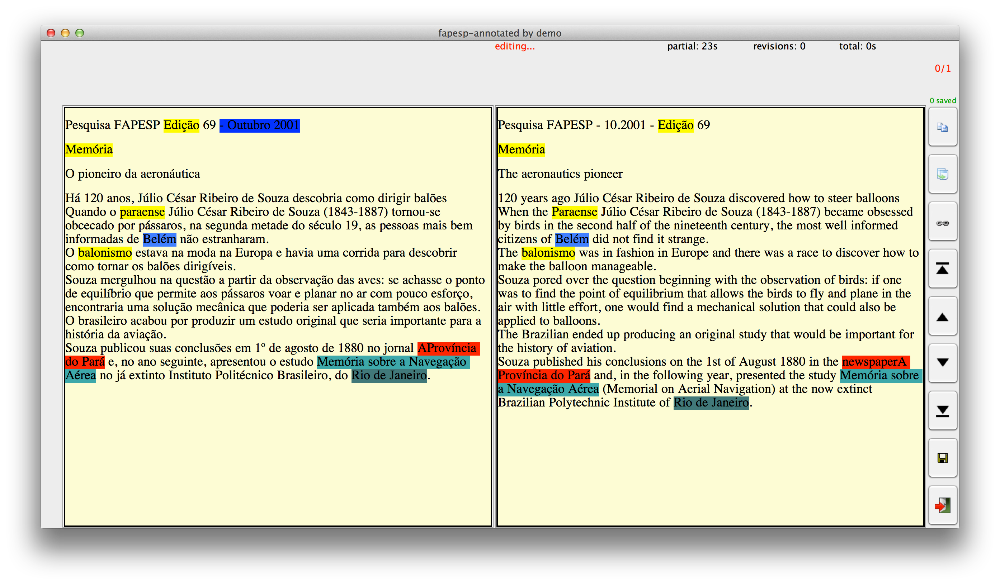 fapesp-annotated by demo
editing...
partial: 23s
revisions: 0
total: 0s
0/1
0 saved
Pesquisa FAPESP Edição 69 - Outubro 2001
Memória
O pioneiro da aeronáutica
Há 120 anos, Júlio César Ribeiro de Souza descobria como dirigir balões
Quando o paraense Júlio César Ribeiro de Souza (1843-1887) tornou-se
obcecado por pássaros, na segunda metade do século 19, as pessoas mais bem
informadas de Belém não estranharam.
O balonismo estava na moda na Europa e havia uma corrida para descobrir
como tornar os balões dirigíveis.
Souza mergulhou na questão a partir da observação das aves: se achasse o ponto
de equilíbrio que permite aos pássaros voar e planar no ar com pouco esforço,
encontraria uma solução mecânica que poderia ser aplicada também aos balões.
O brasileiro acabou por produzir um estudo original que seria importante para a
história da aviação.
Souza publicou suas conclusões em 1º de agosto de 1880 no jornal AProvíncia
do Pará e, no ano seguinte, apresentou o estudo Memória sobre a Navegação
Aérea no já extinto Instituto Politécnico Brasileiro, do Rio de Janeiro.
Pesquisa FAPESP - 10.2001 - Edição 69
Memória
The aeronautics pioneer
120 years ago Júlio César Ribeiro de Souza discovered how to steer balloons
When the Paraense Júlio César Ribeiro de Souza (1843-1887) became obsessed
by birds in the second half of the nineteenth century, the most well informed
citizens of Belém did not find it strange.
The balonismo was in fashion in Europe and there was a race to discover how to
make the balloon manageable.
Souza pored over the question beginning with the observation of birds: if one
was to find the point of equilibrium that allows the birds to fly and plane in the
air with little effort, one would find a mechanical solution that could also be
applied to balloons.
The Brazilian ended up producing an original study that would be important for
the history of aviation.
Souza published his conclusions on the 1st of August 1880 in the newspaperA
Província do Pará and, in the following year, presented the study Memória sobre
a Navegação Aérea (Memorial on Aerial Navigation) at the now extinct
Brazilian Polytechnic Institute of Rio de Janeiro.